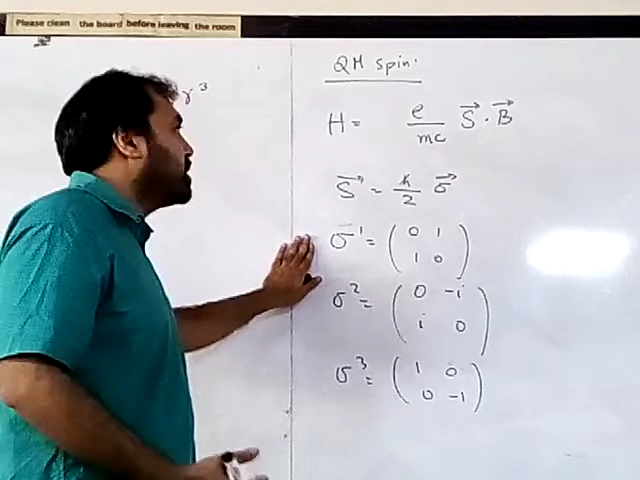 Please clean the board before leaving the room
γ³
QM spin:
H = e/mc S⃗ · B⃗
S⃗ = ℏ/2 σ⃗
σ¹ = (0 1
1 0)
σ² = (0 -i
i 0)
σ³ = (1 0
0 -1)